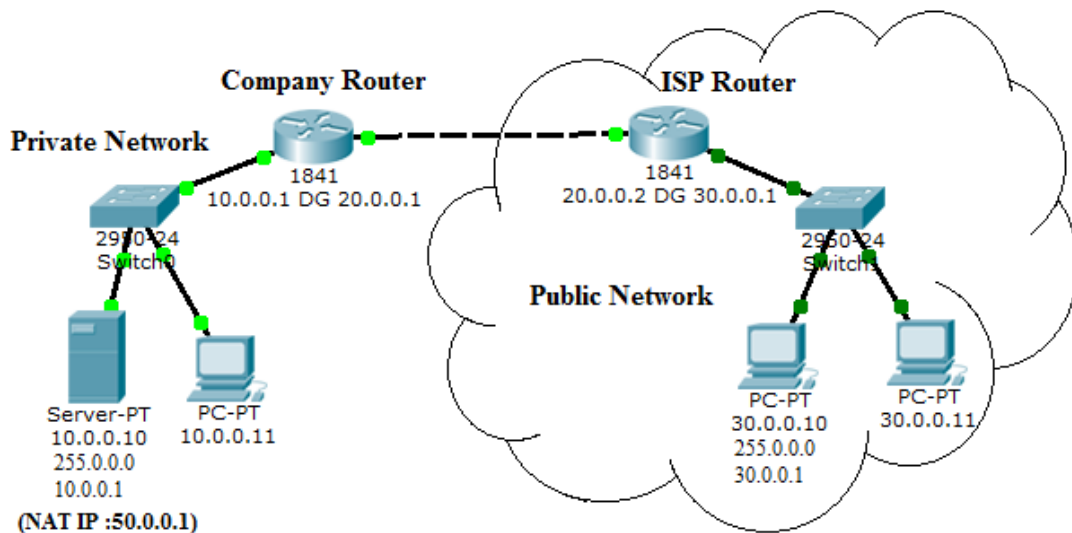 Company Router
ISP Router
Private Network
1841
10.0.0.1 DG 20.0.0.1
1841
20.0.0.2 DG 30.0.0.1
2950-24
Switch0
2950-24
Switch1
Public Network
Server-PT
10.0.0.10
255.0.0.0
10.0.0.1
(NAT IP :50.0.0.1)
PC-PT
10.0.0.11
PC-PT
30.0.0.10
255.0.0.0
30.0.0.1
PC-PT
30.0.0.11